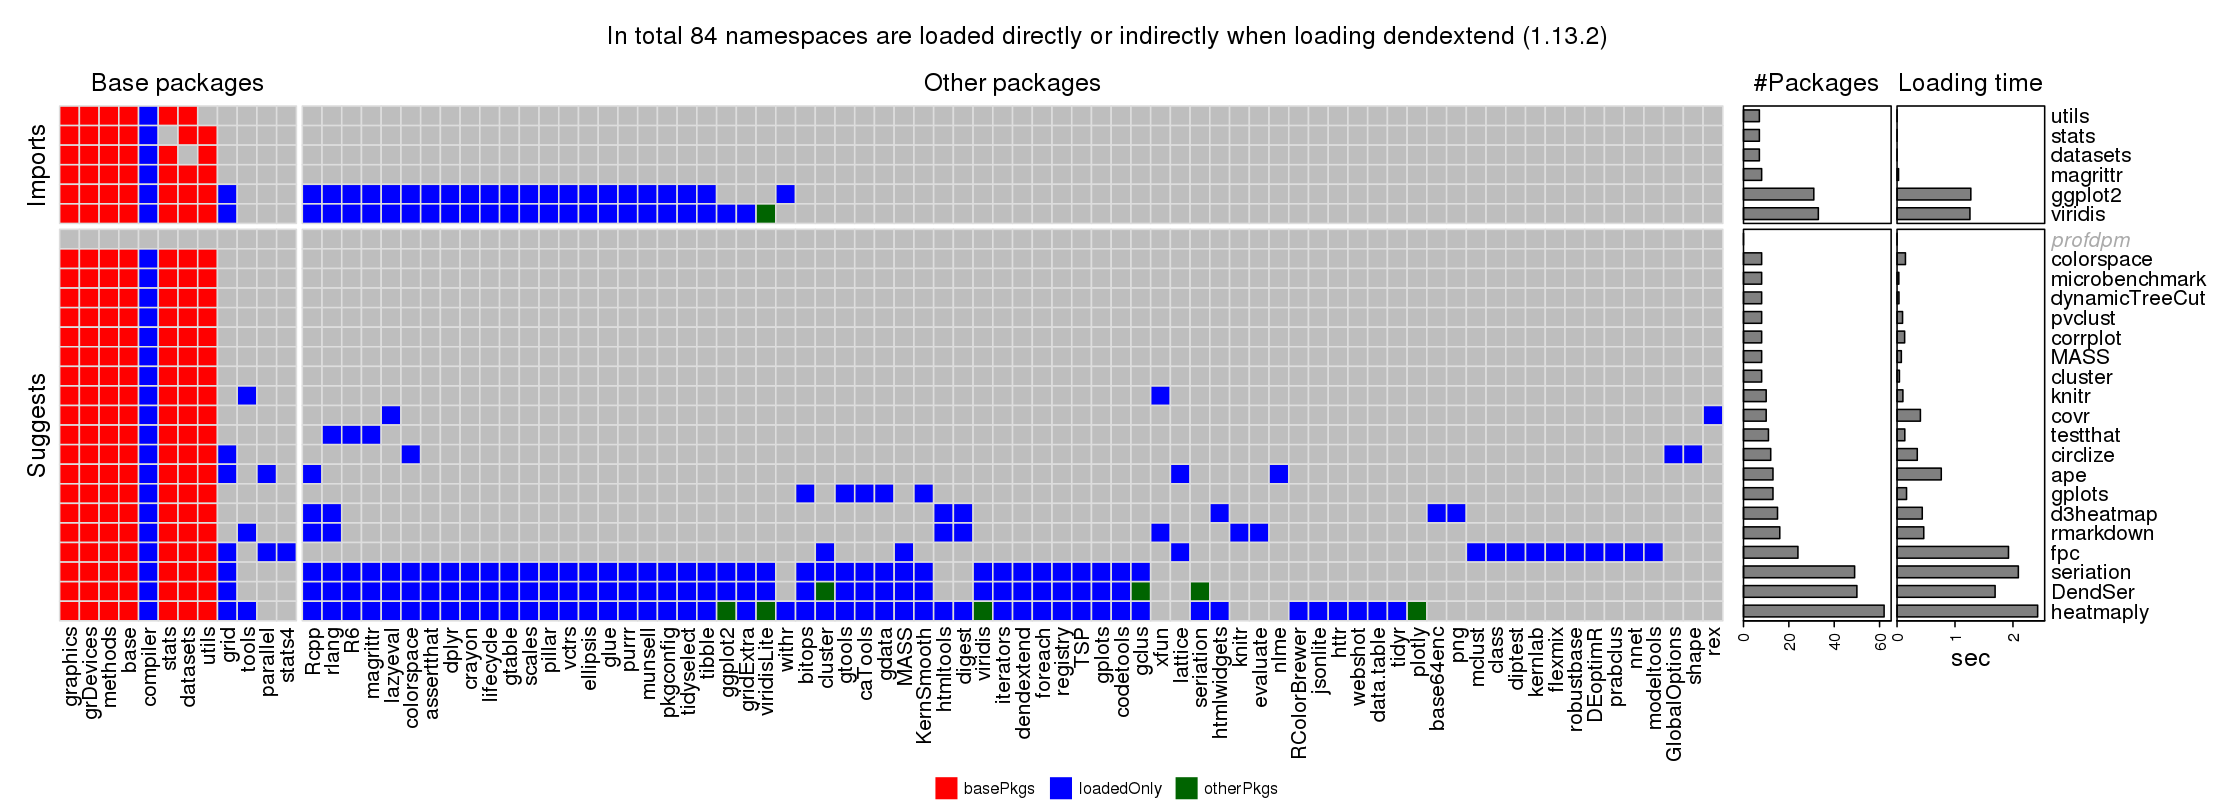 In total 84 namespaces are loaded directly or indirectly when loading dendextend (1.13.2)
Base packages
Other packages
#Packages
Loading time
Imports
utils
stats
datasets
magrittr
ggplot2
viridis
Suggests
profdpm
colorspace
microbenchmark
dynamicTreeCut
pvclust
corrplot
MASS
cluster
knitr
covr
testthat
circlize
ape
gplots
d3heatmap
rmarkdown
fpc
seriation
DendSer
heatmaply
graphics
grDevices
methods
base
compiler
stats
datasets
utils
grid
tools
parallel
stats4
Rcpp
rlang
R6
magrittr
lazyeval
colorspace
assertthat
dplyr
crayon
lifecycle
gtable
scales
pillar
vctrs
ellipsis
glue
purrr
munsell
pkgconfig
tidyselect
tibble
ggplot2
gridExtra
viridisLite
withr
bitops
cluster
gtools
caTools
gdata
MASS
KernSmooth
htmltools
digest
viridis
iterators
dendextend
foreach
registry
TSP
gplots
codetools
gclus
xfun
lattice
seriation
htmlwidgets
knitr
evaluate
nlme
RColorBrewer
jsonlite
httr
webshot
data.table
tidyr
plotly
base64enc
png
mclust
class
diptest
kernlab
flexmix
robustbase
DEoptimR
prabclus
nnet
modeltools
GlobalOptions
shape
rex
0
20
40
60
0
1
2
sec
basePkgs
loadedOnly
otherPkgs